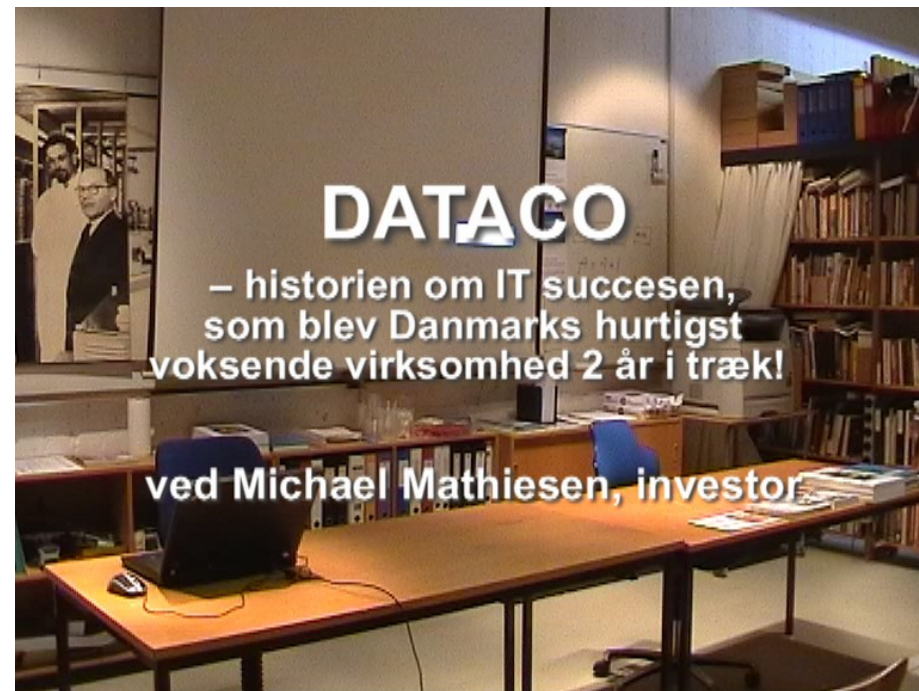 DATACO
– historien om IT succesen,
som blev Danmarks hurtigst
voksende virksomhed 2 år i træk!
ved Michael Mathiesen, investor